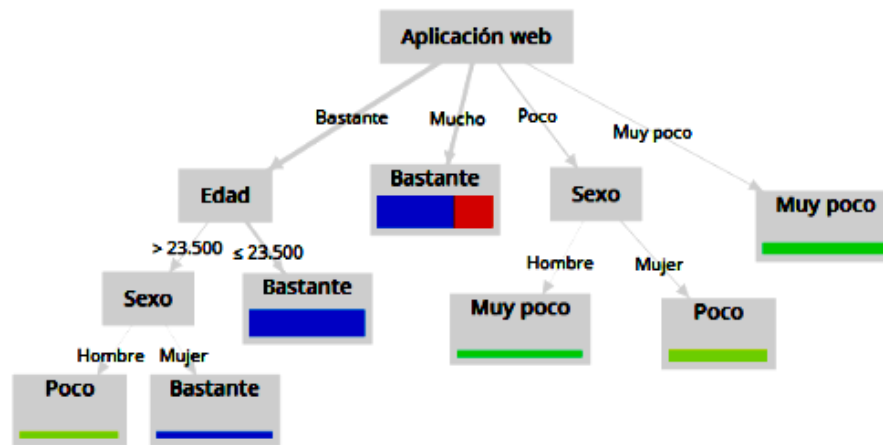 Aplicación web
Bastante
Mucho
Poco
Muy poco
Edad
Bastante
Sexo
Muy poco
> 23.500
≤ 23.500
Hombre
Mujer
Sexo
Bastante
Muy poco
Poco
Hombre
Mujer
Poco
Bastante